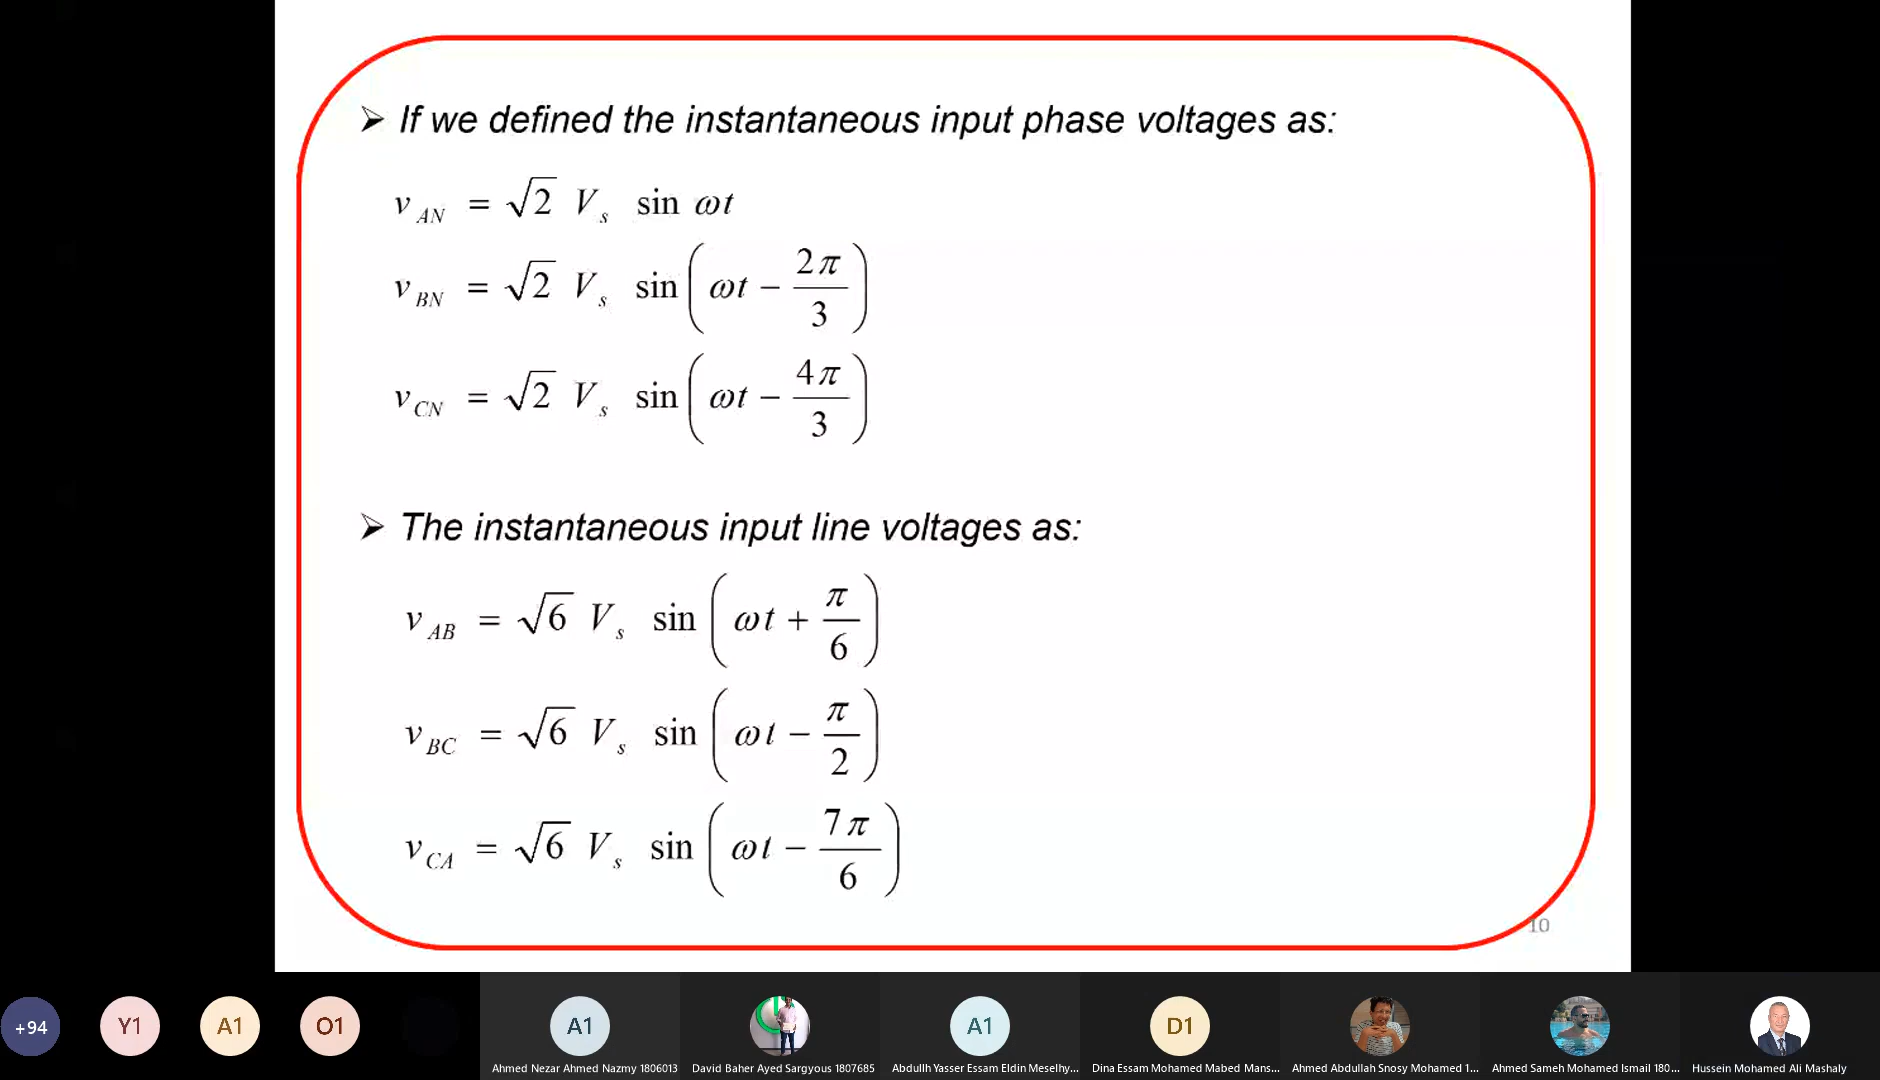 ➢ If we defined the instantaneous input phase voltages as:
v_AN = √2 V_s sin ωt
v_BN = √2 V_s sin(ωt − 2π/3)
v_CN = √2 V_s sin(ωt − 4π/3)
➢ The instantaneous input line voltages as:
v_AB = √6 V_s sin(ωt + π/6)
v_BC = √6 V_s sin(ωt − π/2)
v_CA = √6 V_s sin(ωt − 7π/6)
10
+94
Y1
A1
O1
A1
A1
D1
Ahmed Nezar Ahmed Nazmy 1806013
David Baher Ayed Sargyous 1807685
Abdullh Yasser Essam Eldin Meselhy...
Dina Essam Mohamed Mabed Mans...
Ahmed Abdullah Snosy Mohamed 1...
Ahmed Sameh Mohamed Ismail 180...
Hussein Mohamed Ali Mashaly